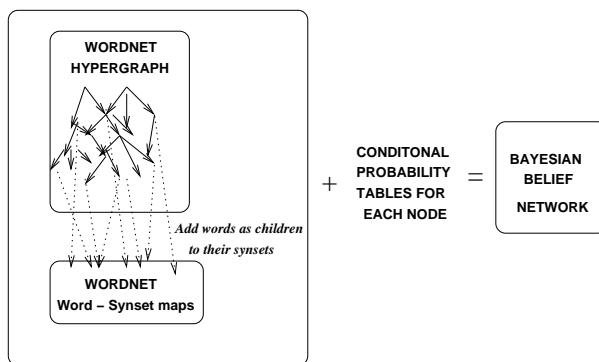 WORDNET
HYPERGRAPH
Add words as children
to their synsets
WORDNET
Word – Synset maps
+
CONDITONAL
PROBABILITY
TABLES FOR
EACH NODE
=
BAYESIAN
BELIEF
NETWORK